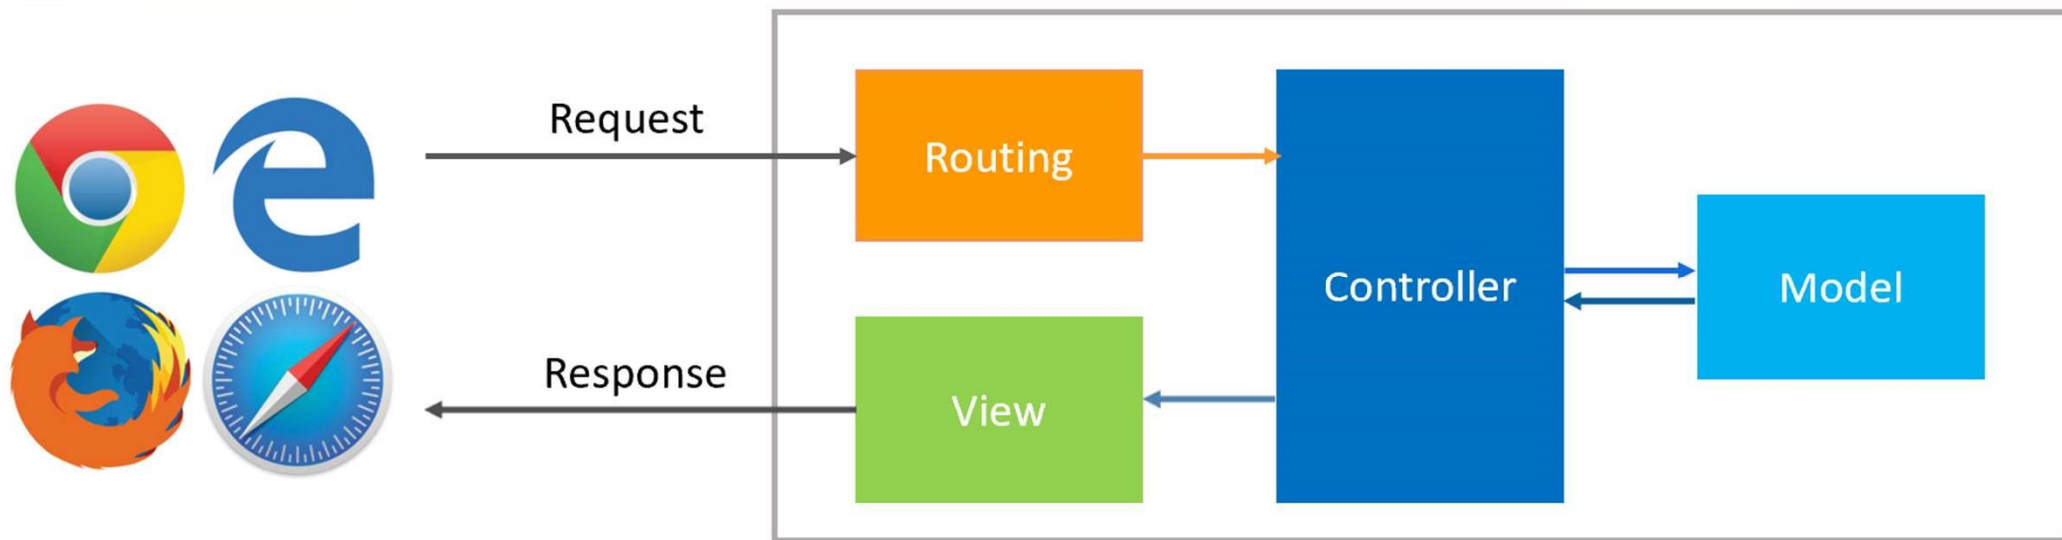 Request
Routing
Controller
Model
Response
View